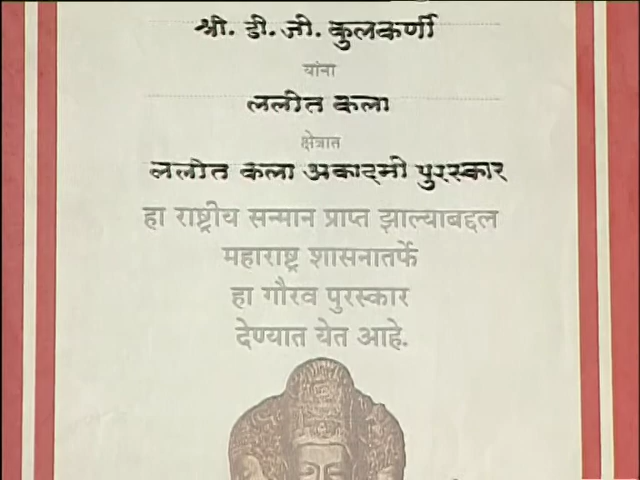 श्री. डी. जी. कुलकर्णी
यांना
ललीत कला
क्षेत्रात
ललीत कला अकादमी पुरस्कार
हा राष्ट्रीय सन्मान प्राप्त झाल्याबद्दल
महाराष्ट्र शासनातर्फे
हा गौरव पुरस्कार
देण्यात येत आहे.